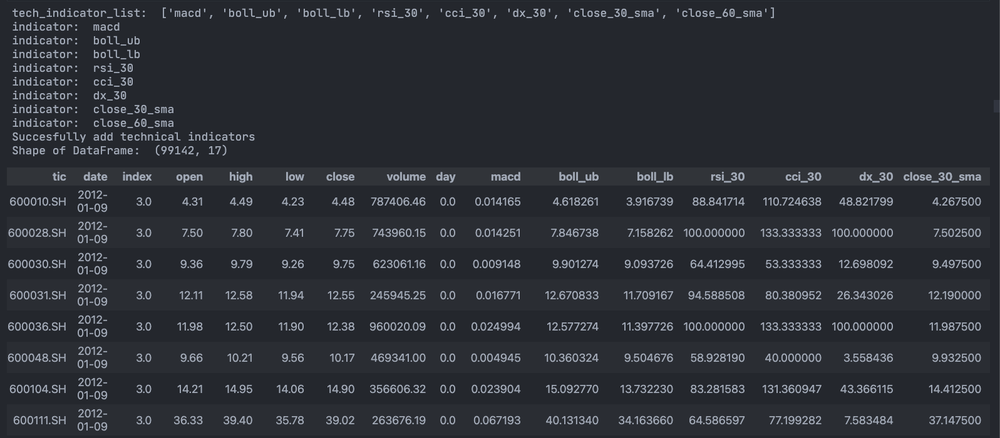 tech_indicator_list:  ['macd', 'boll_ub', 'boll_lb', 'rsi_30', 'cci_30', 'dx_30', 'close_30_sma', 'close_60_sma']
indicator:  macd
indicator:  boll_ub
indicator:  boll_lb
indicator:  rsi_30
indicator:  cci_30
indicator:  dx_30
indicator:  close_30_sma
indicator:  close_60_sma
Succesfully add technical indicators
Shape of DataFrame:  (99142, 17)
tic date index open high low close volume day macd boll_ub boll_lb rsi_30 cci_30 dx_30 close_30_sma
600010.SH 2012-01-09 3.0 4.31 4.49 4.23 4.48 787406.46 0.0 0.014165 4.618261 3.916739 88.841714 110.724638 48.821799 4.267500
600028.SH 2012-01-09 3.0 7.50 7.80 7.41 7.75 743960.15 0.0 0.014251 7.846738 7.158262 100.000000 133.333333 100.000000 7.502500
600030.SH 2012-01-09 3.0 9.36 9.79 9.26 9.75 623061.16 0.0 0.009148 9.901274 9.093726 64.412995 53.333333 12.698092 9.497500
600031.SH 2012-01-09 3.0 12.11 12.58 11.94 12.55 245945.25 0.0 0.016771 12.670833 11.709167 94.588508 80.380952 26.343026 12.190000
600036.SH 2012-01-09 3.0 11.98 12.50 11.90 12.38 960020.09 0.0 0.024994 12.577274 11.397726 100.000000 133.333333 100.000000 11.987500
600048.SH 2012-01-09 3.0 9.66 10.21 9.56 10.17 469341.00 0.0 0.004945 10.360324 9.504676 58.928190 40.000000 3.558436 9.932500
600104.SH 2012-01-09 3.0 14.21 14.95 14.06 14.90 356606.32 0.0 0.023904 15.092770 13.732230 83.281583 131.360947 43.366115 14.412500
600111.SH 2012-01-09 3.0 36.33 39.40 35.78 39.02 263676.19 0.0 0.067193 40.131340 34.163660 64.586597 77.199282 7.583484 37.147500